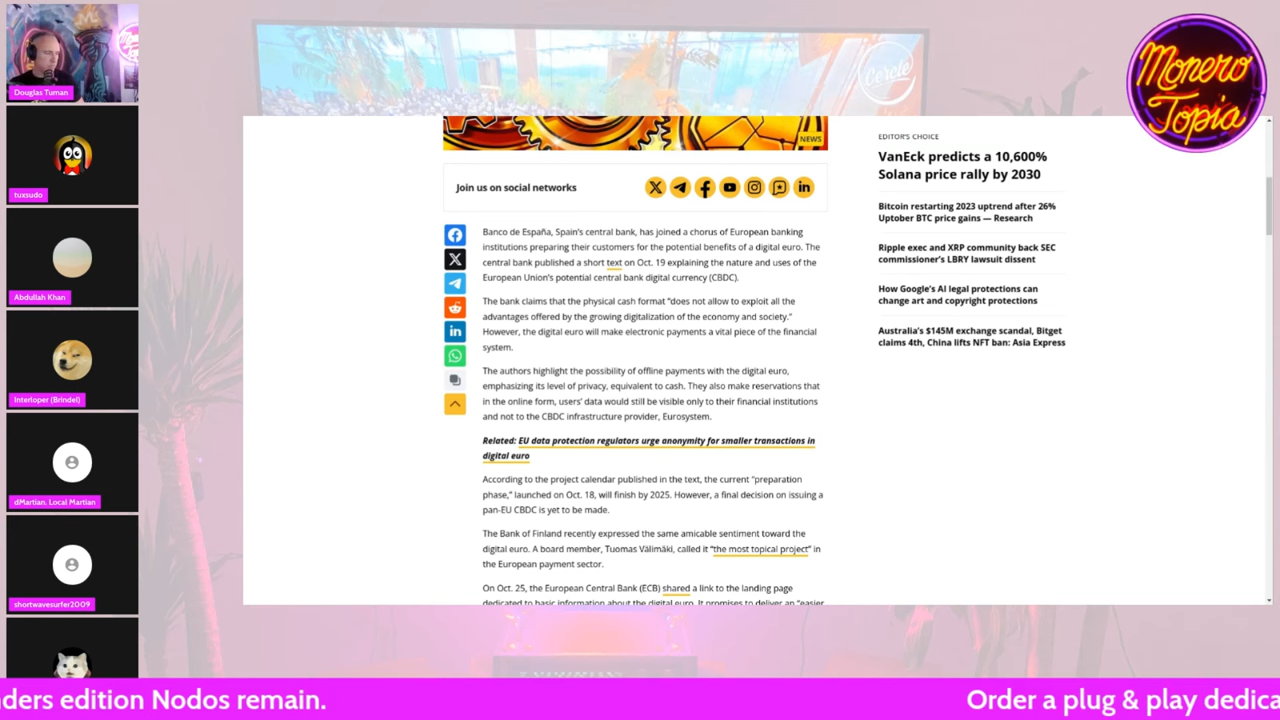 Douglas Tuman
tuxsudo
Abdullah Khan
Interloper (Brindel)
dMartian. Local Martian
shortwavesurfer2009
Cercle
Monero
Topia
NEWS
Join us on social networks
Banco de España, Spain's central bank, has joined a chorus of European banking
institutions preparing their customers for the potential benefits of a digital euro. The
central bank published a short text on Oct. 19 explaining the nature and uses of the
European Union's potential central bank digital currency (CBDC).
The bank claims that the physical cash format "does not allow to exploit all the
advantages offered by the growing digitalization of the economy and society."
However, the digital euro will make electronic payments a vital piece of the financial
system.
The authors highlight the possibility of offline payments with the digital euro,
emphasizing its level of privacy, equivalent to cash. They also make reservations that
in the online form, users' data would still be visible only to their financial institutions
and not to the CBDC infrastructure provider, Eurosystem.
Related: EU data protection regulators urge anonymity for smaller transactions in
digital euro
According to the project calendar published in the text, the current "preparation
phase," launched on Oct. 18, will finish by 2025. However, a final decision on issuing a
pan-EU CBDC is yet to be made.
The Bank of Finland recently expressed the same amicable sentiment toward the
digital euro. A board member, Tuomas Välimäki, called it "the most topical project" in
the European payment sector.
On Oct. 25, the European Central Bank (ECB) shared a link to the landing page
dedicated to basic information about the digital euro. It promises to deliver an "easier
EDITOR'S CHOICE
VanEck predicts a 10,600%
Solana price rally by 2030
Bitcoin restarting 2023 uptrend after 26%
Uptober BTC price gains — Research
Ripple exec and XRP community back SEC
commissioner's LBRY lawsuit dissent
How Google's AI legal protections can
change art and copyright protections
Australia's $145M exchange scandal, Bitget
claims 4th, China lifts NFT ban: Asia Express
nders edition Nodos remain.
Order a plug & play dedica